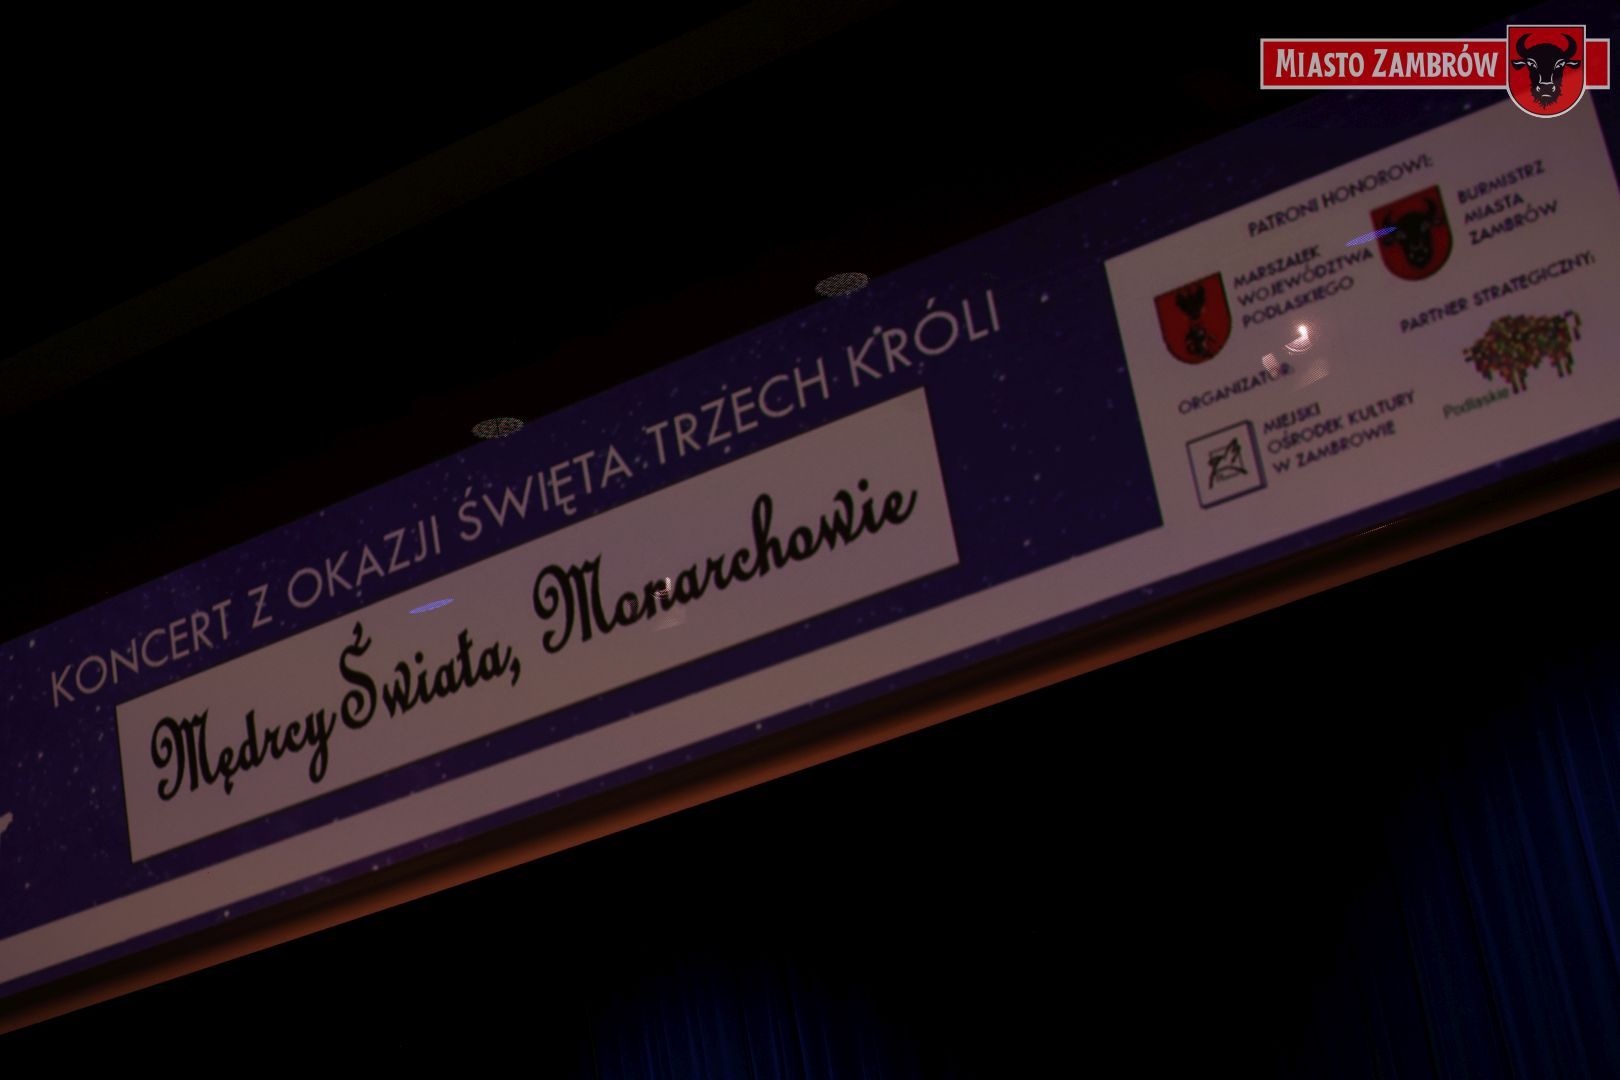 MIASTO ZAMBRÓW
KONCERT Z OKAZJI ŚWIĘTA TRZECH KRÓLI
Mędrcy Świata, Monarchowie
PATRONI HONOROWI:
MARSZAŁEK
WOJEWÓDZTWA
PODLASKIEGO
BURMISTRZ
MIASTA
ZAMBRÓW
ORGANIZATOR:
MIEJSKI
OŚRODEK KULTURY
W ZAMBROWIE
PARTNER STRATEGICZNY:
Podlaskie